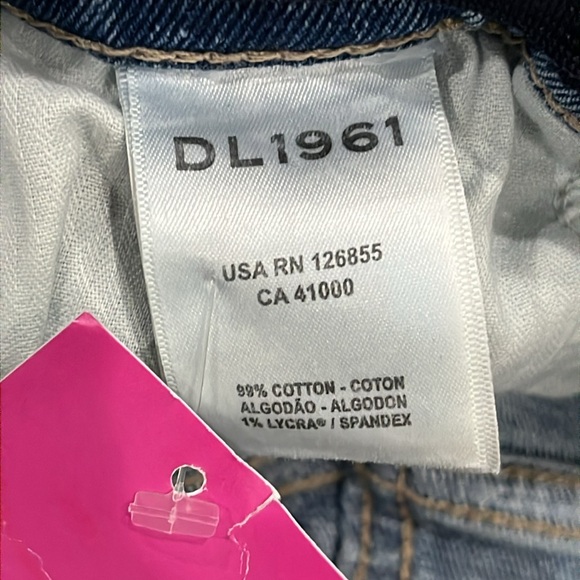 DL1961
USA RN 126855
CA 41000
99% COTTON - COTON
ALGODÃO - ALGODON
1% LYCRA® / SPANDEX